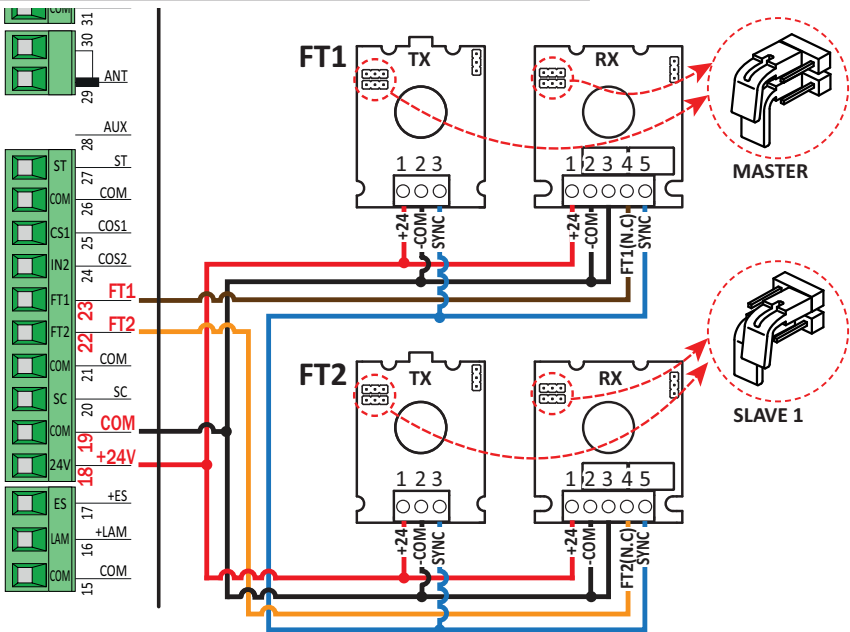 COM
31
30
ANT
29
AUX
28
ST
ST
27
COM
COM
26
CS1
COS1
25
IN2
COS2
24
FT1
FT1
23
FT2
FT2
22
COM
COM
21
SC
SC
20
COM
COM
19
24V
+24V
18
ES
+ES
17
LAM
+LAM
16
COM
COM
15
FT1
TX
1 2 3
+24
-COM
SYNC
RX
1 2 3 4 5
+24
-COM
FT1(N.C)
SYNC
MASTER
FT2
TX
1 2 3
+24
-COM
SYNC
RX
1 2 3 4 5
+24
-COM
FT2(N.C)
SYNC
SLAVE 1